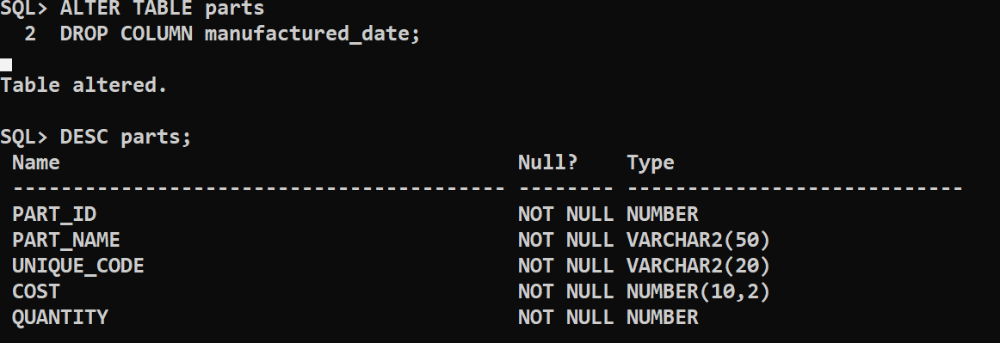 SQL> ALTER TABLE parts
  2  DROP COLUMN manufactured_date;
Table altered.
SQL> DESC parts;
 Name                                      Null?    Type
 ----------------------------------------- -------- ----------------------------
 PART_ID                                   NOT NULL NUMBER
 PART_NAME                                 NOT NULL VARCHAR2(50)
 UNIQUE_CODE                               NOT NULL VARCHAR2(20)
 COST                                      NOT NULL NUMBER(10,2)
 QUANTITY                                  NOT NULL NUMBER